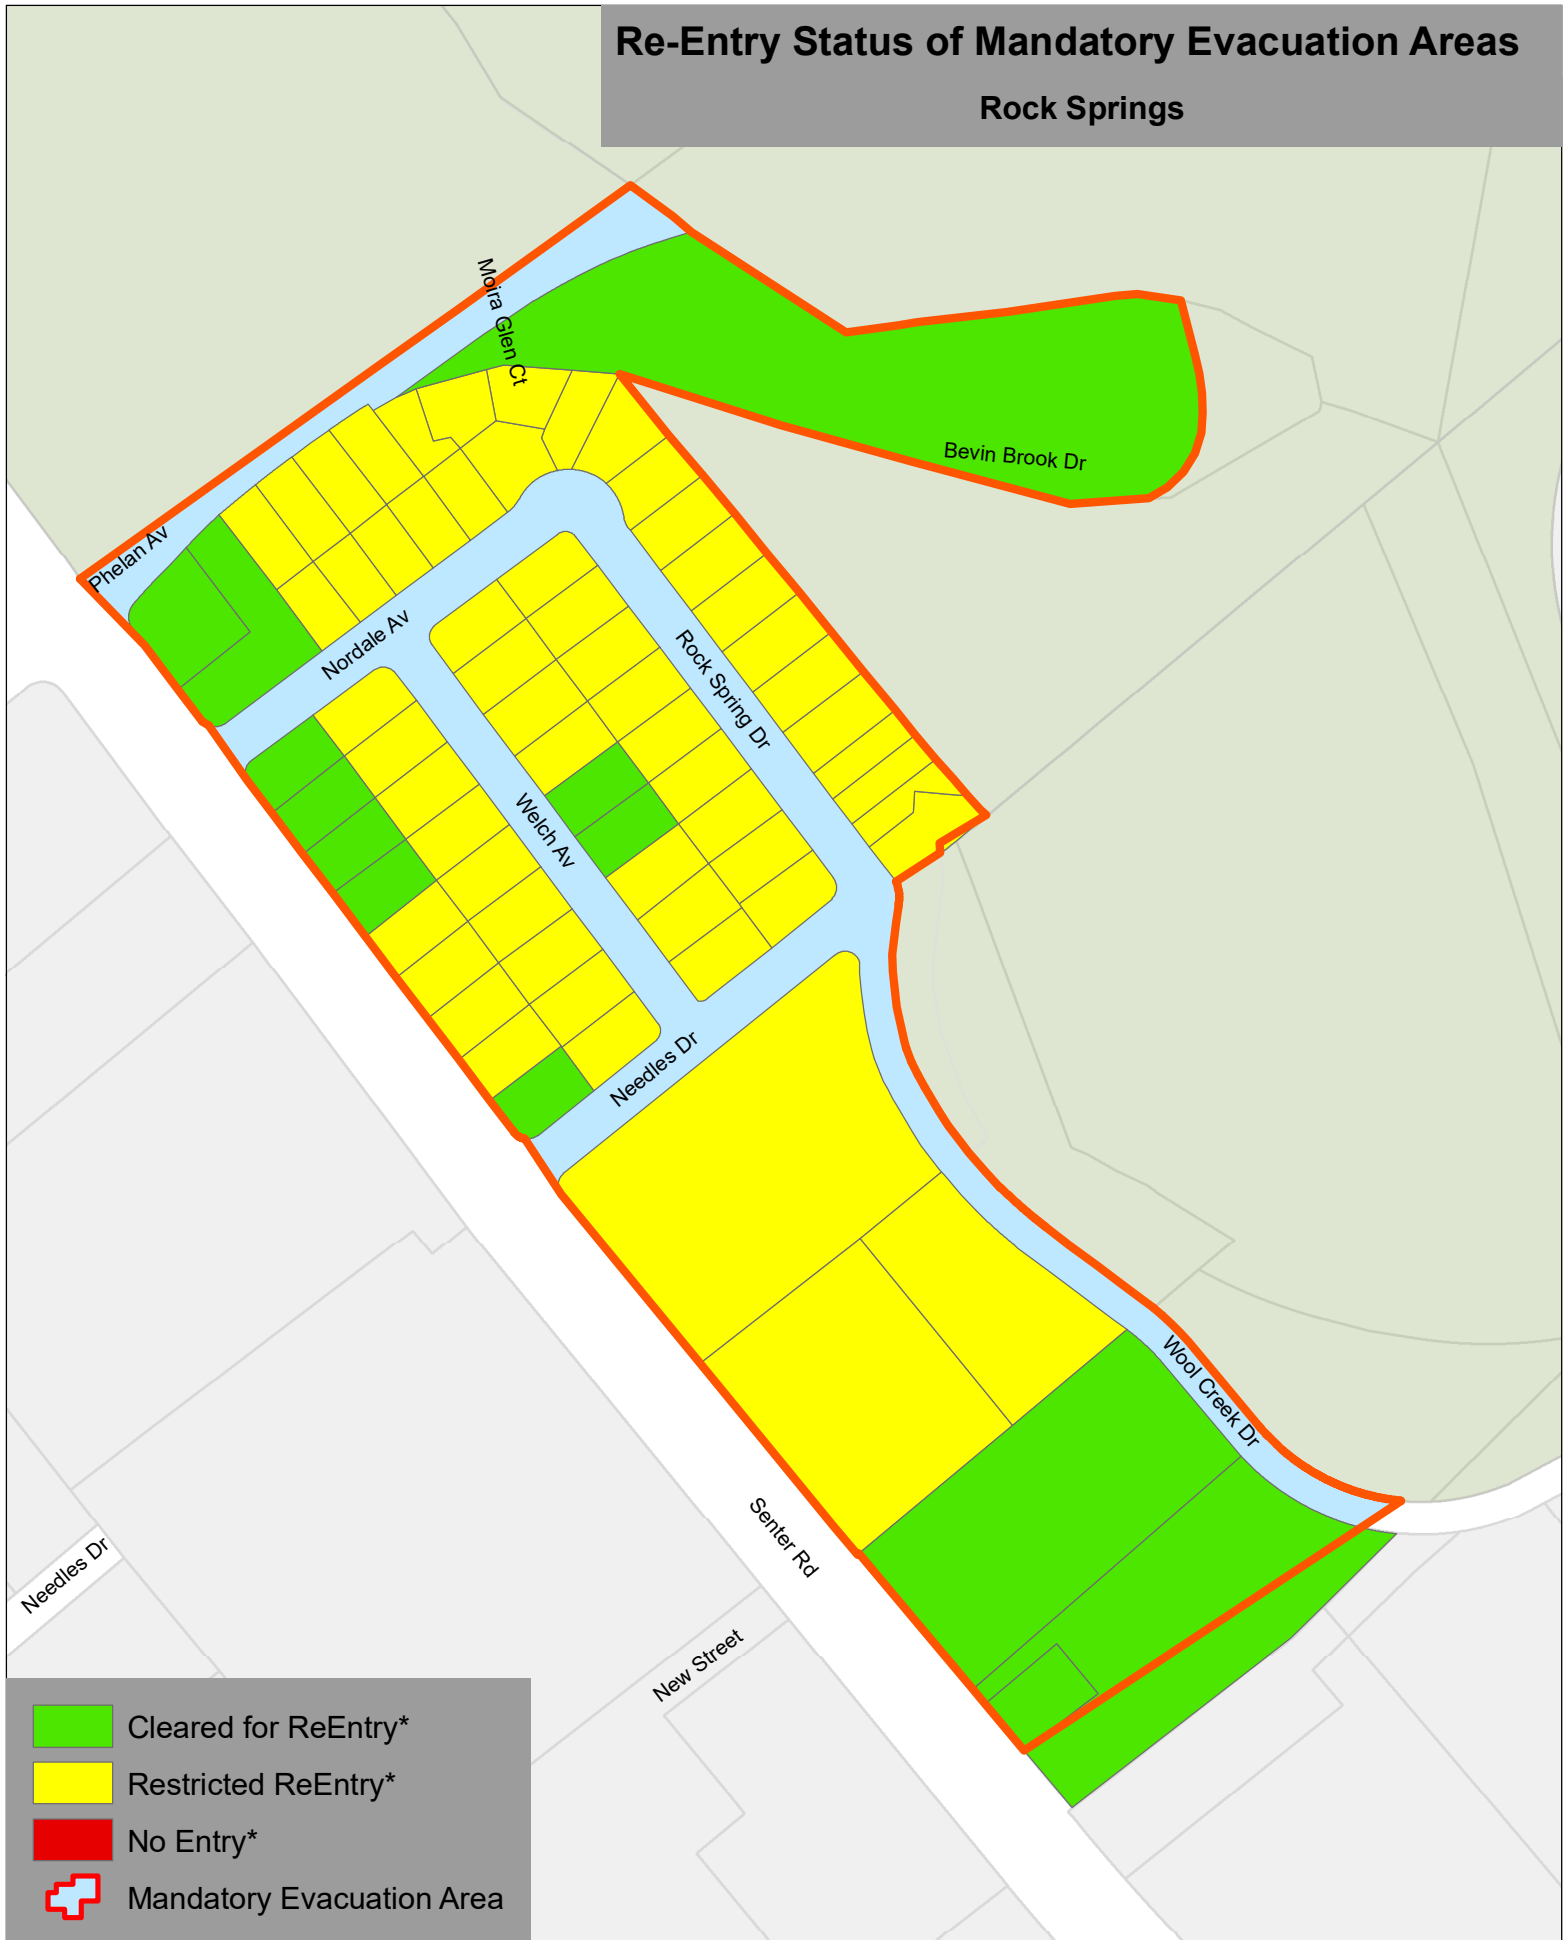 Re-Entry Status of Mandatory Evacuation Areas
Rock Springs
Moira Glen Ct
Bevin Brook Dr
Phelan Av
Nordale Av
Rock Spring Dr
Welch Av
Needles Dr
Wool Creek Dr
Senter Rd
Needles Dr
New Street
Cleared for ReEntry*
Restricted ReEntry*
No Entry*
Mandatory Evacuation Area